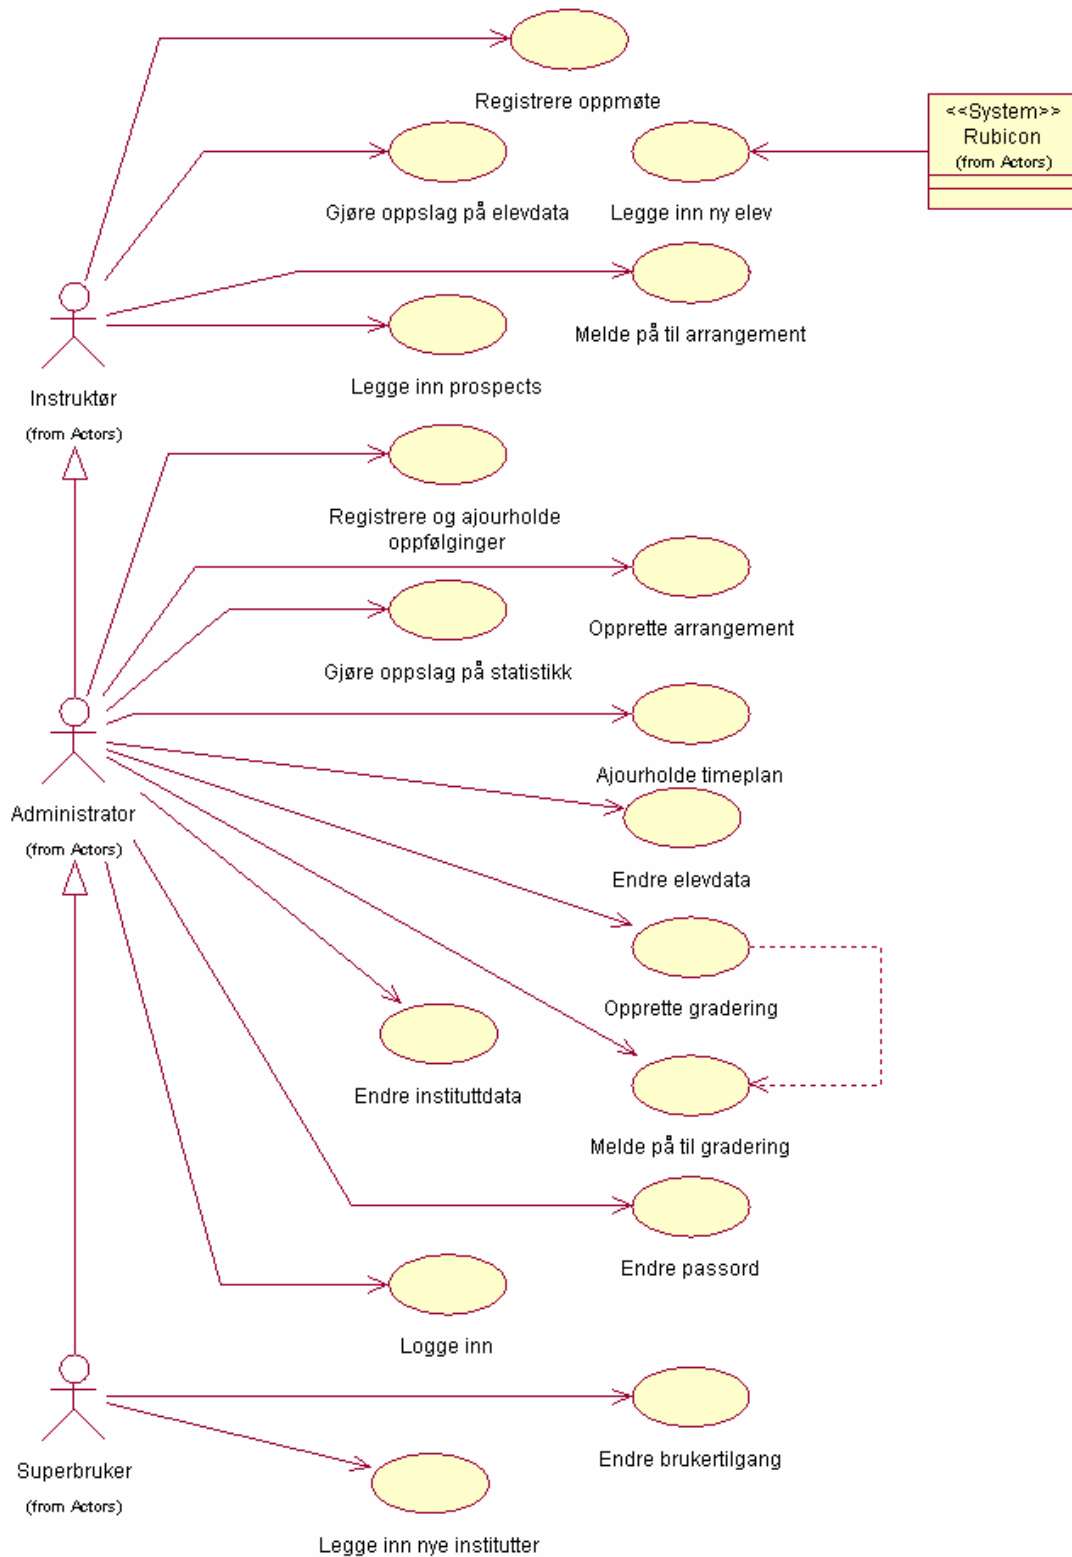 Registrere oppmøte
<<System>>
Rubicon
(from Actors)
Gjøre oppslag på elevdata
Legge inn ny elev
Melde på til arrangement
Legge inn prospects
Instruktør
(from Actors)
Registrere og ajourholde
oppfølginger
Opprette arrangement
Gjøre oppslag på statistikk
Ajourholde timeplan
Administrator
(from Actors)
Endre elevdata
Opprette gradering
Endre instituttdata
Melde på til gradering
Endre passord
Logge inn
Endre brukertilgang
Superbruker
(from Actors)
Legge inn nye institutter